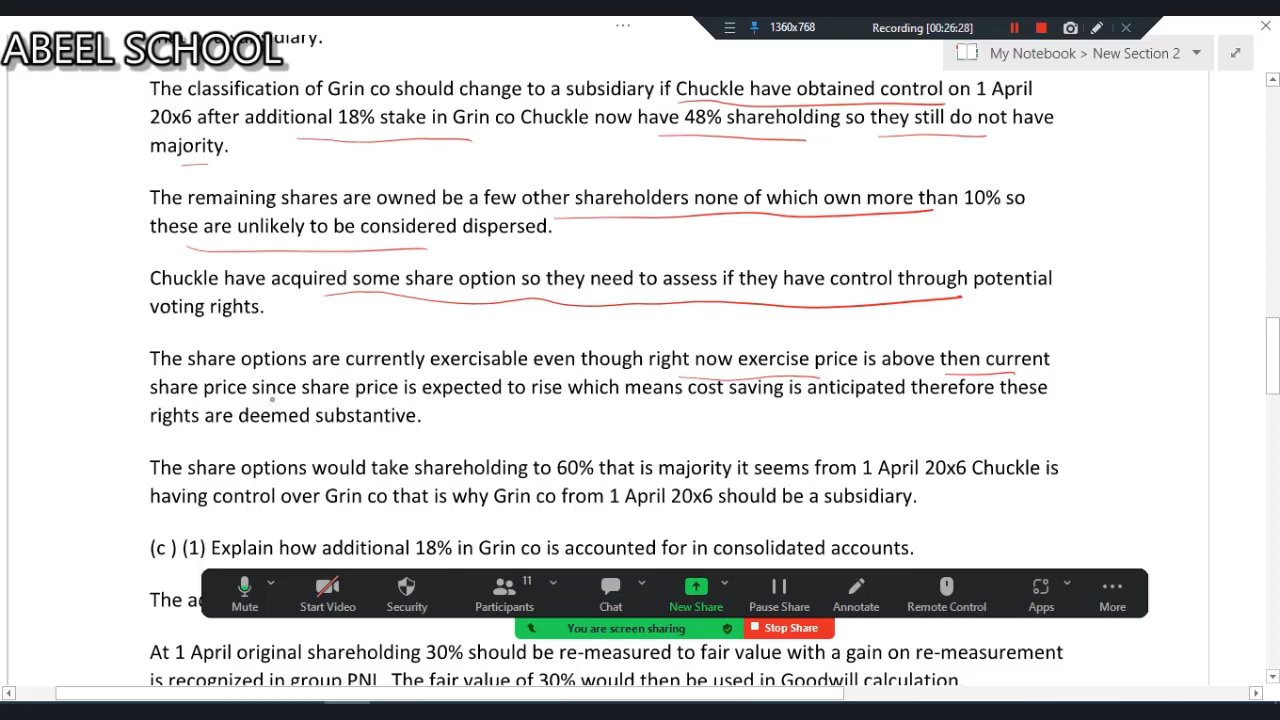 1360x768
Recording [00:26:28]
ABEEL SCHOOL
ary.
My Notebook > New Section 2
The classification of Grin co should change to a subsidiary if Chuckle have obtained control on 1 April
20x6 after additional 18% stake in Grin co Chuckle now have 48% shareholding so they still do not have
majority.
The remaining shares are owned be a few other shareholders none of which own more than 10% so
these are unlikely to be considered dispersed.
Chuckle have acquired some share option so they need to assess if they have control through potential
voting rights.
The share options are currently exercisable even though right now exercise price is above then current
share price since share price is expected to rise which means cost saving is anticipated therefore these
rights are deemed substantive.
The share options would take shareholding to 60% that is majority it seems from 1 April 20x6 Chuckle is
having control over Grin co that is why Grin co from 1 April 20x6 should be a subsidiary.
(c ) (1) Explain how additional 18% in Grin co is accounted for in consolidated accounts.
The
11
Mute
Start Video
Security
Participants
Chat
New Share
Pause Share
Annotate
Remote Control
Apps
More
You are screen sharing
Stop Share
At 1 April original shareholding 30% should be re-measured to fair value with a gain on re-measurement
is recognized in group PNL. The fair value of 30% would then be used in Goodwill calculation.